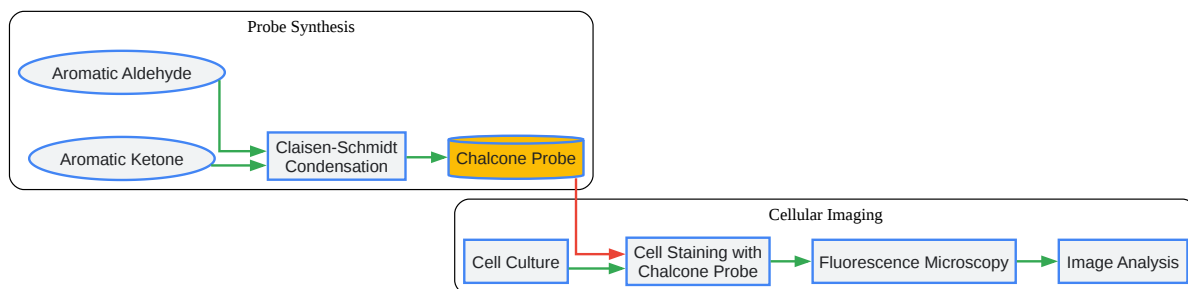 Probe Synthesis
Aromatic Aldehyde
Aromatic Ketone
Claisen-Schmidt
Condensation
Chalcone Probe
Cellular Imaging
Cell Culture
Cell Staining with
Chalcone Probe
Fluorescence Microscopy
Image Analysis